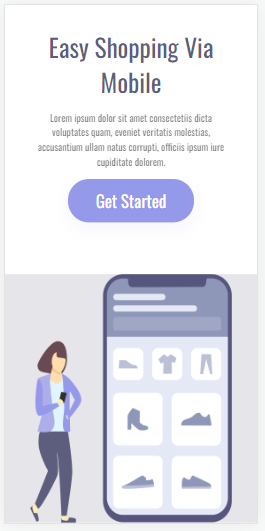 Easy Shopping Via
Mobile
Lorem ipsum dolor sit amet consectetiis dicta
voluptates quam, eveniet veritatis molestias,
accusantium ullam natus corrupti, officiis ipsum iure
cupiditate dolorem.
Get Started